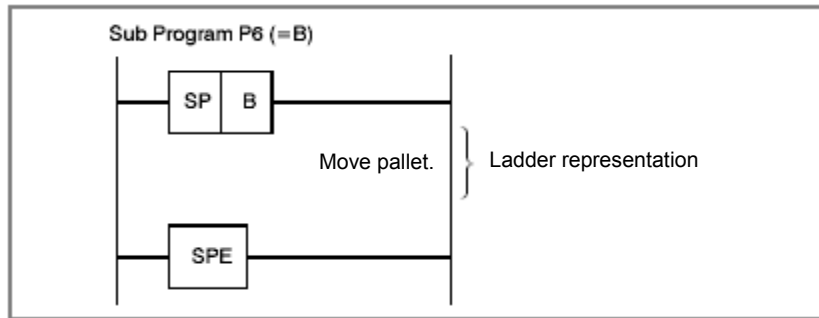 Sub Program P6 (=B)
SP B
Move pallet. Ladder representation
SPE